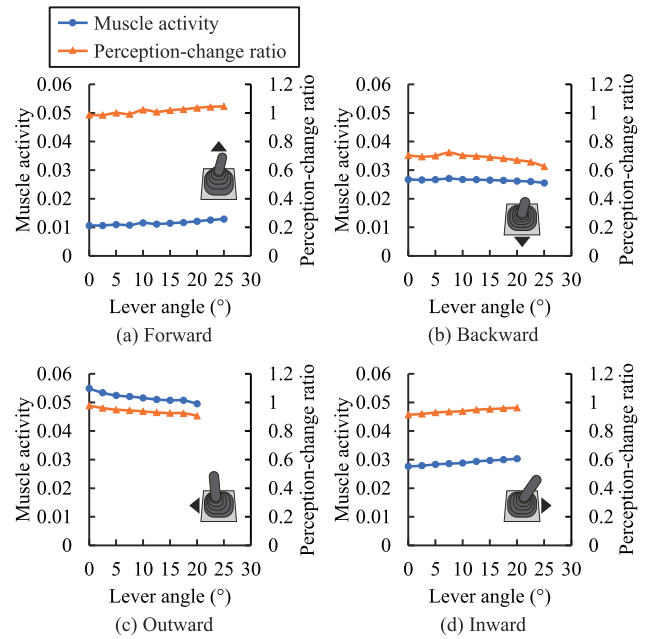 Muscle activity
Perception-change ratio
0.06
0.05
0.04
0.03
0.02
0.01
0
Muscle activity
1.2
1
0.8
0.6
0.4
0.2
0
Perception-change ratio
0 5 10 15 20 25 30
Lever angle (°)
(a) Forward
0.06
0.05
0.04
0.03
0.02
0.01
0
Muscle activity
1.2
1
0.8
0.6
0.4
0.2
0
Perception-change ratio
0 5 10 15 20 25 30
Lever angle (°)
(b) Backward
0.06
0.05
0.04
0.03
0.02
0.01
0
Muscle activity
1.2
1
0.8
0.6
0.4
0.2
0
Perception-change ratio
0 5 10 15 20 25 30
Lever angle (°)
(c) Outward
0.06
0.05
0.04
0.03
0.02
0.01
0
Muscle activity
1.2
1
0.8
0.6
0.4
0.2
0
Perception-change ratio
0 5 10 15 20 25 30
Lever angle (°)
(d) Inward